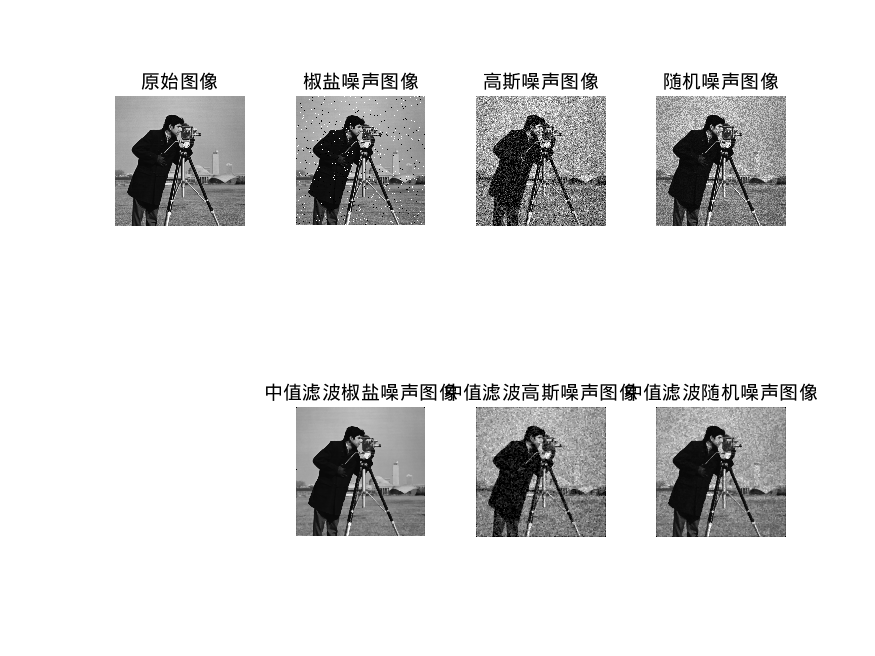 原始图像
椒盐噪声图像
高斯噪声图像
随机噪声图像
中值滤波椒盐噪声图像
中值滤波高斯噪声图像
中值滤波随机噪声图像